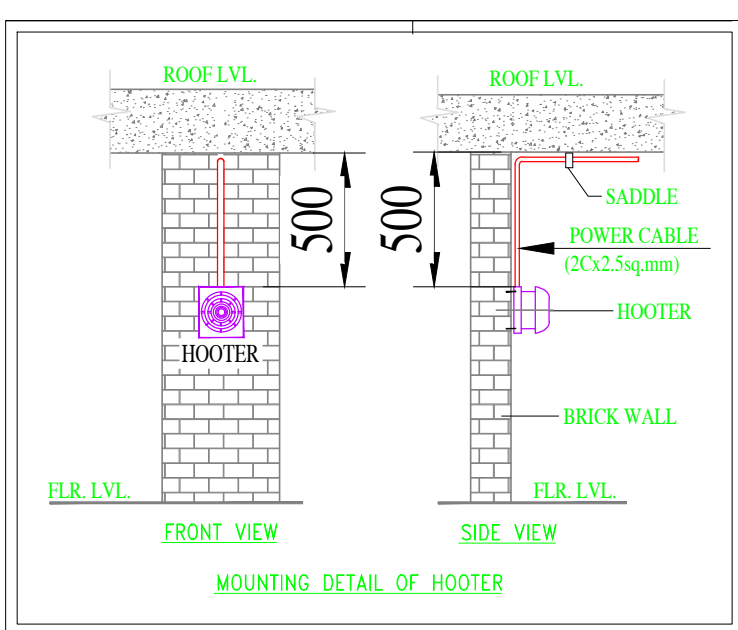 ROOF LVL.
500
HOOTER
FLR. LVL.
FRONT VIEW
ROOF LVL.
500
SADDLE
POWER CABLE
(2Cx2.5sq.mm)
HOOTER
BRICK WALL
FLR. LVL.
SIDE VIEW
MOUNTING DETAIL OF HOOTER